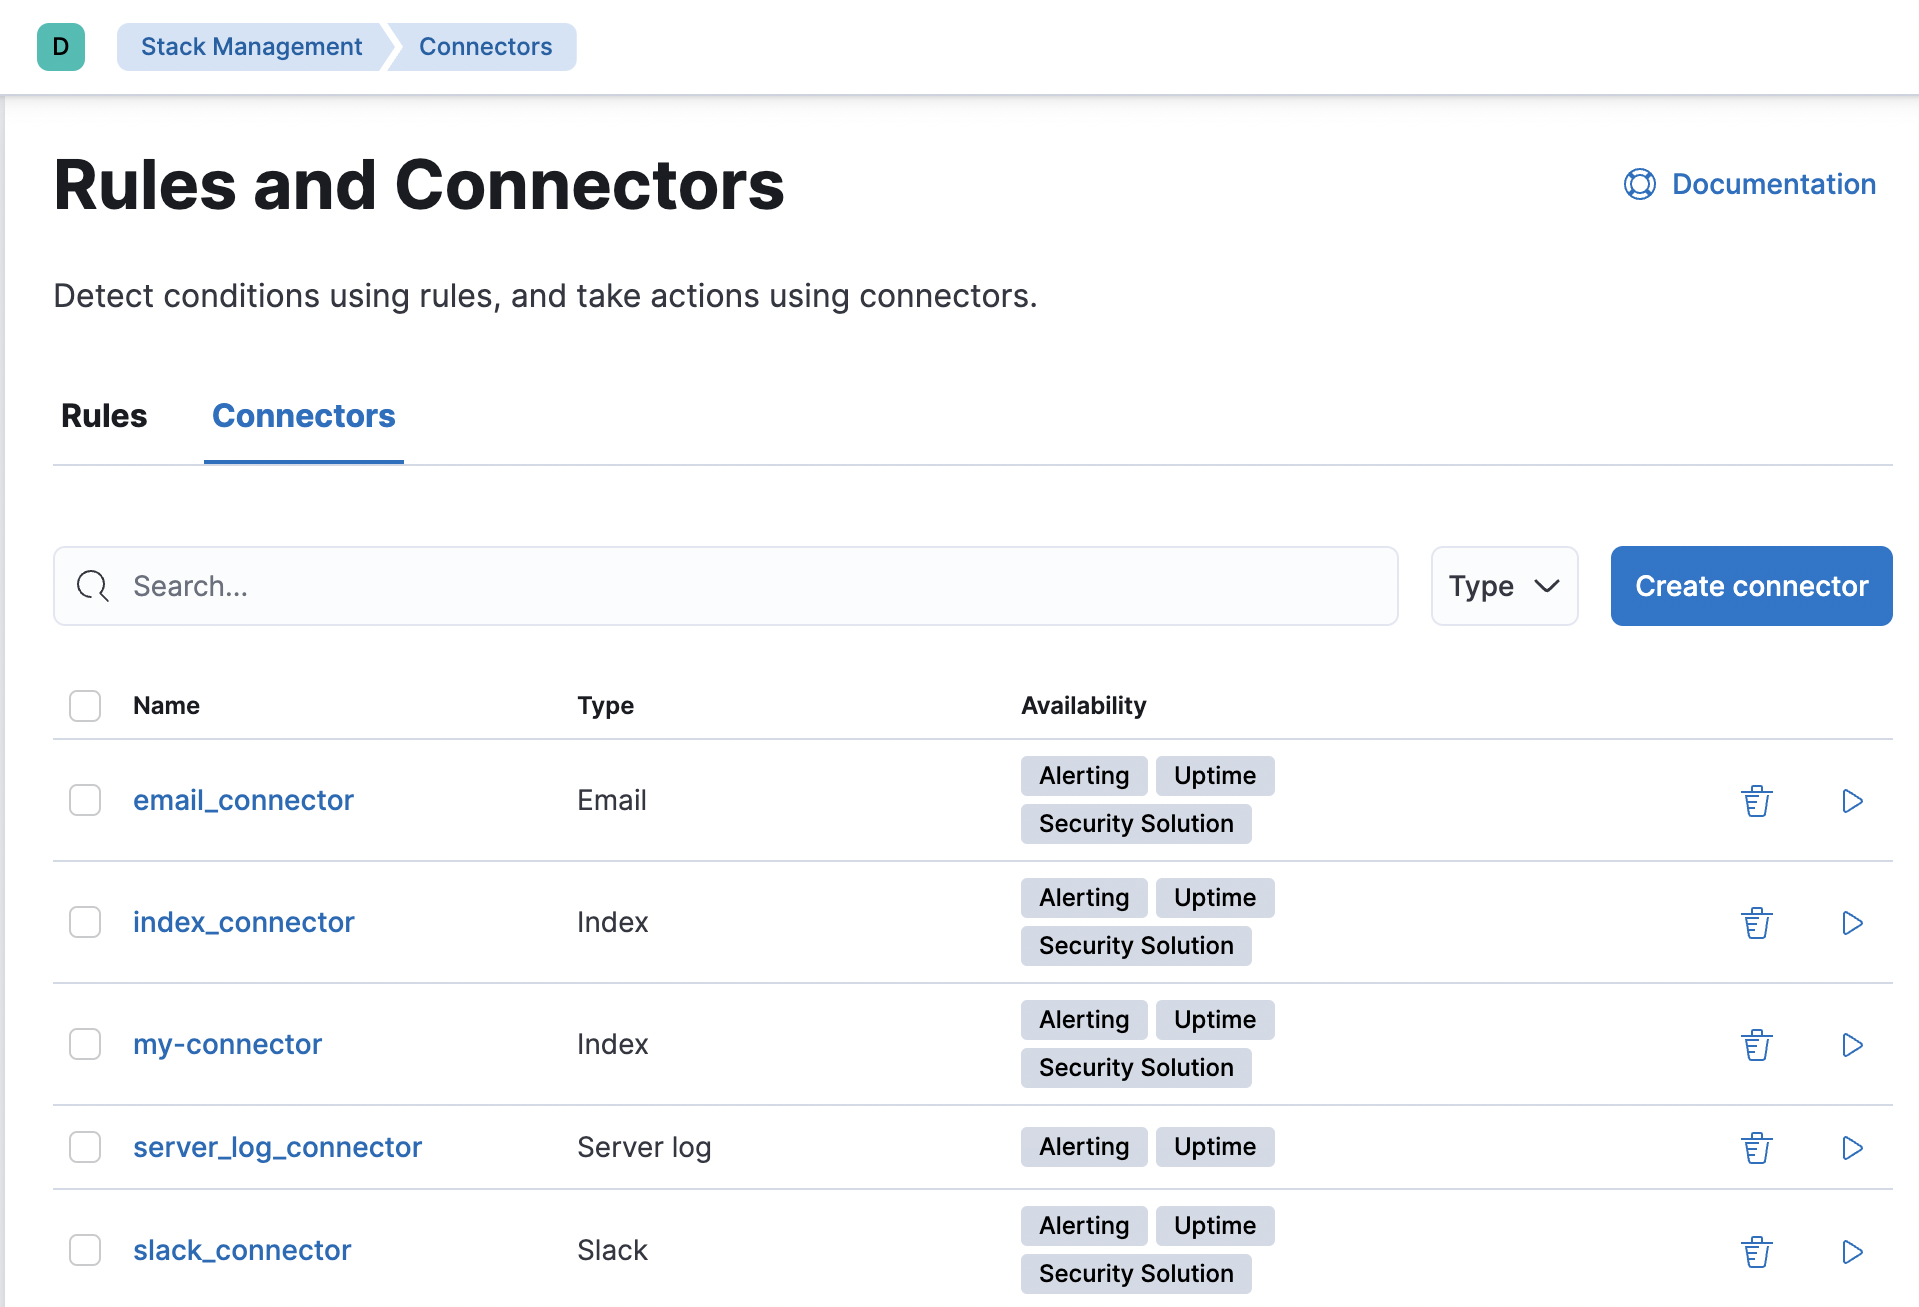 D Stack Management Connectors
Rules and Connectors Documentation
Detect conditions using rules, and take actions using connectors.
Rules Connectors
Search... Type Create connector
Name Type Availability
email_connector Email Alerting Uptime
Security Solution
index_connector Index Alerting Uptime
Security Solution
my-connector Index Alerting Uptime
Security Solution
server_log_connector Server log Alerting Uptime
slack_connector Slack Alerting Uptime
Security Solution